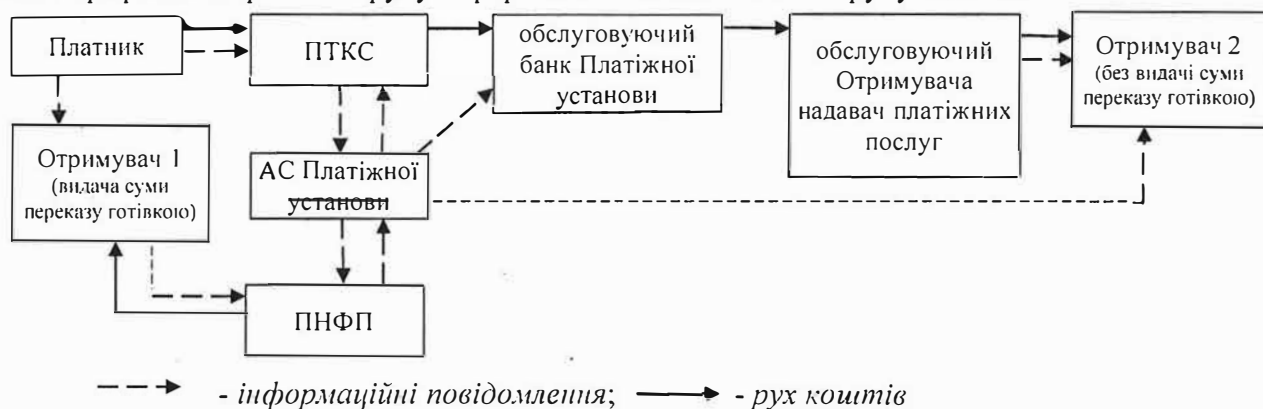 Платник
ПТКС
обслуговуючий
банк Платіжної
установи
обслуговуючий
Отримувача
надавач платіжних
послуг
Отримувач 2
(без видачі суми
переказу готівкою)
Отримувач 1
(видача суми
переказу готівкою)
АС Платіжної
установи
ПНФП
- інформаційні повідомлення; - рух коштів